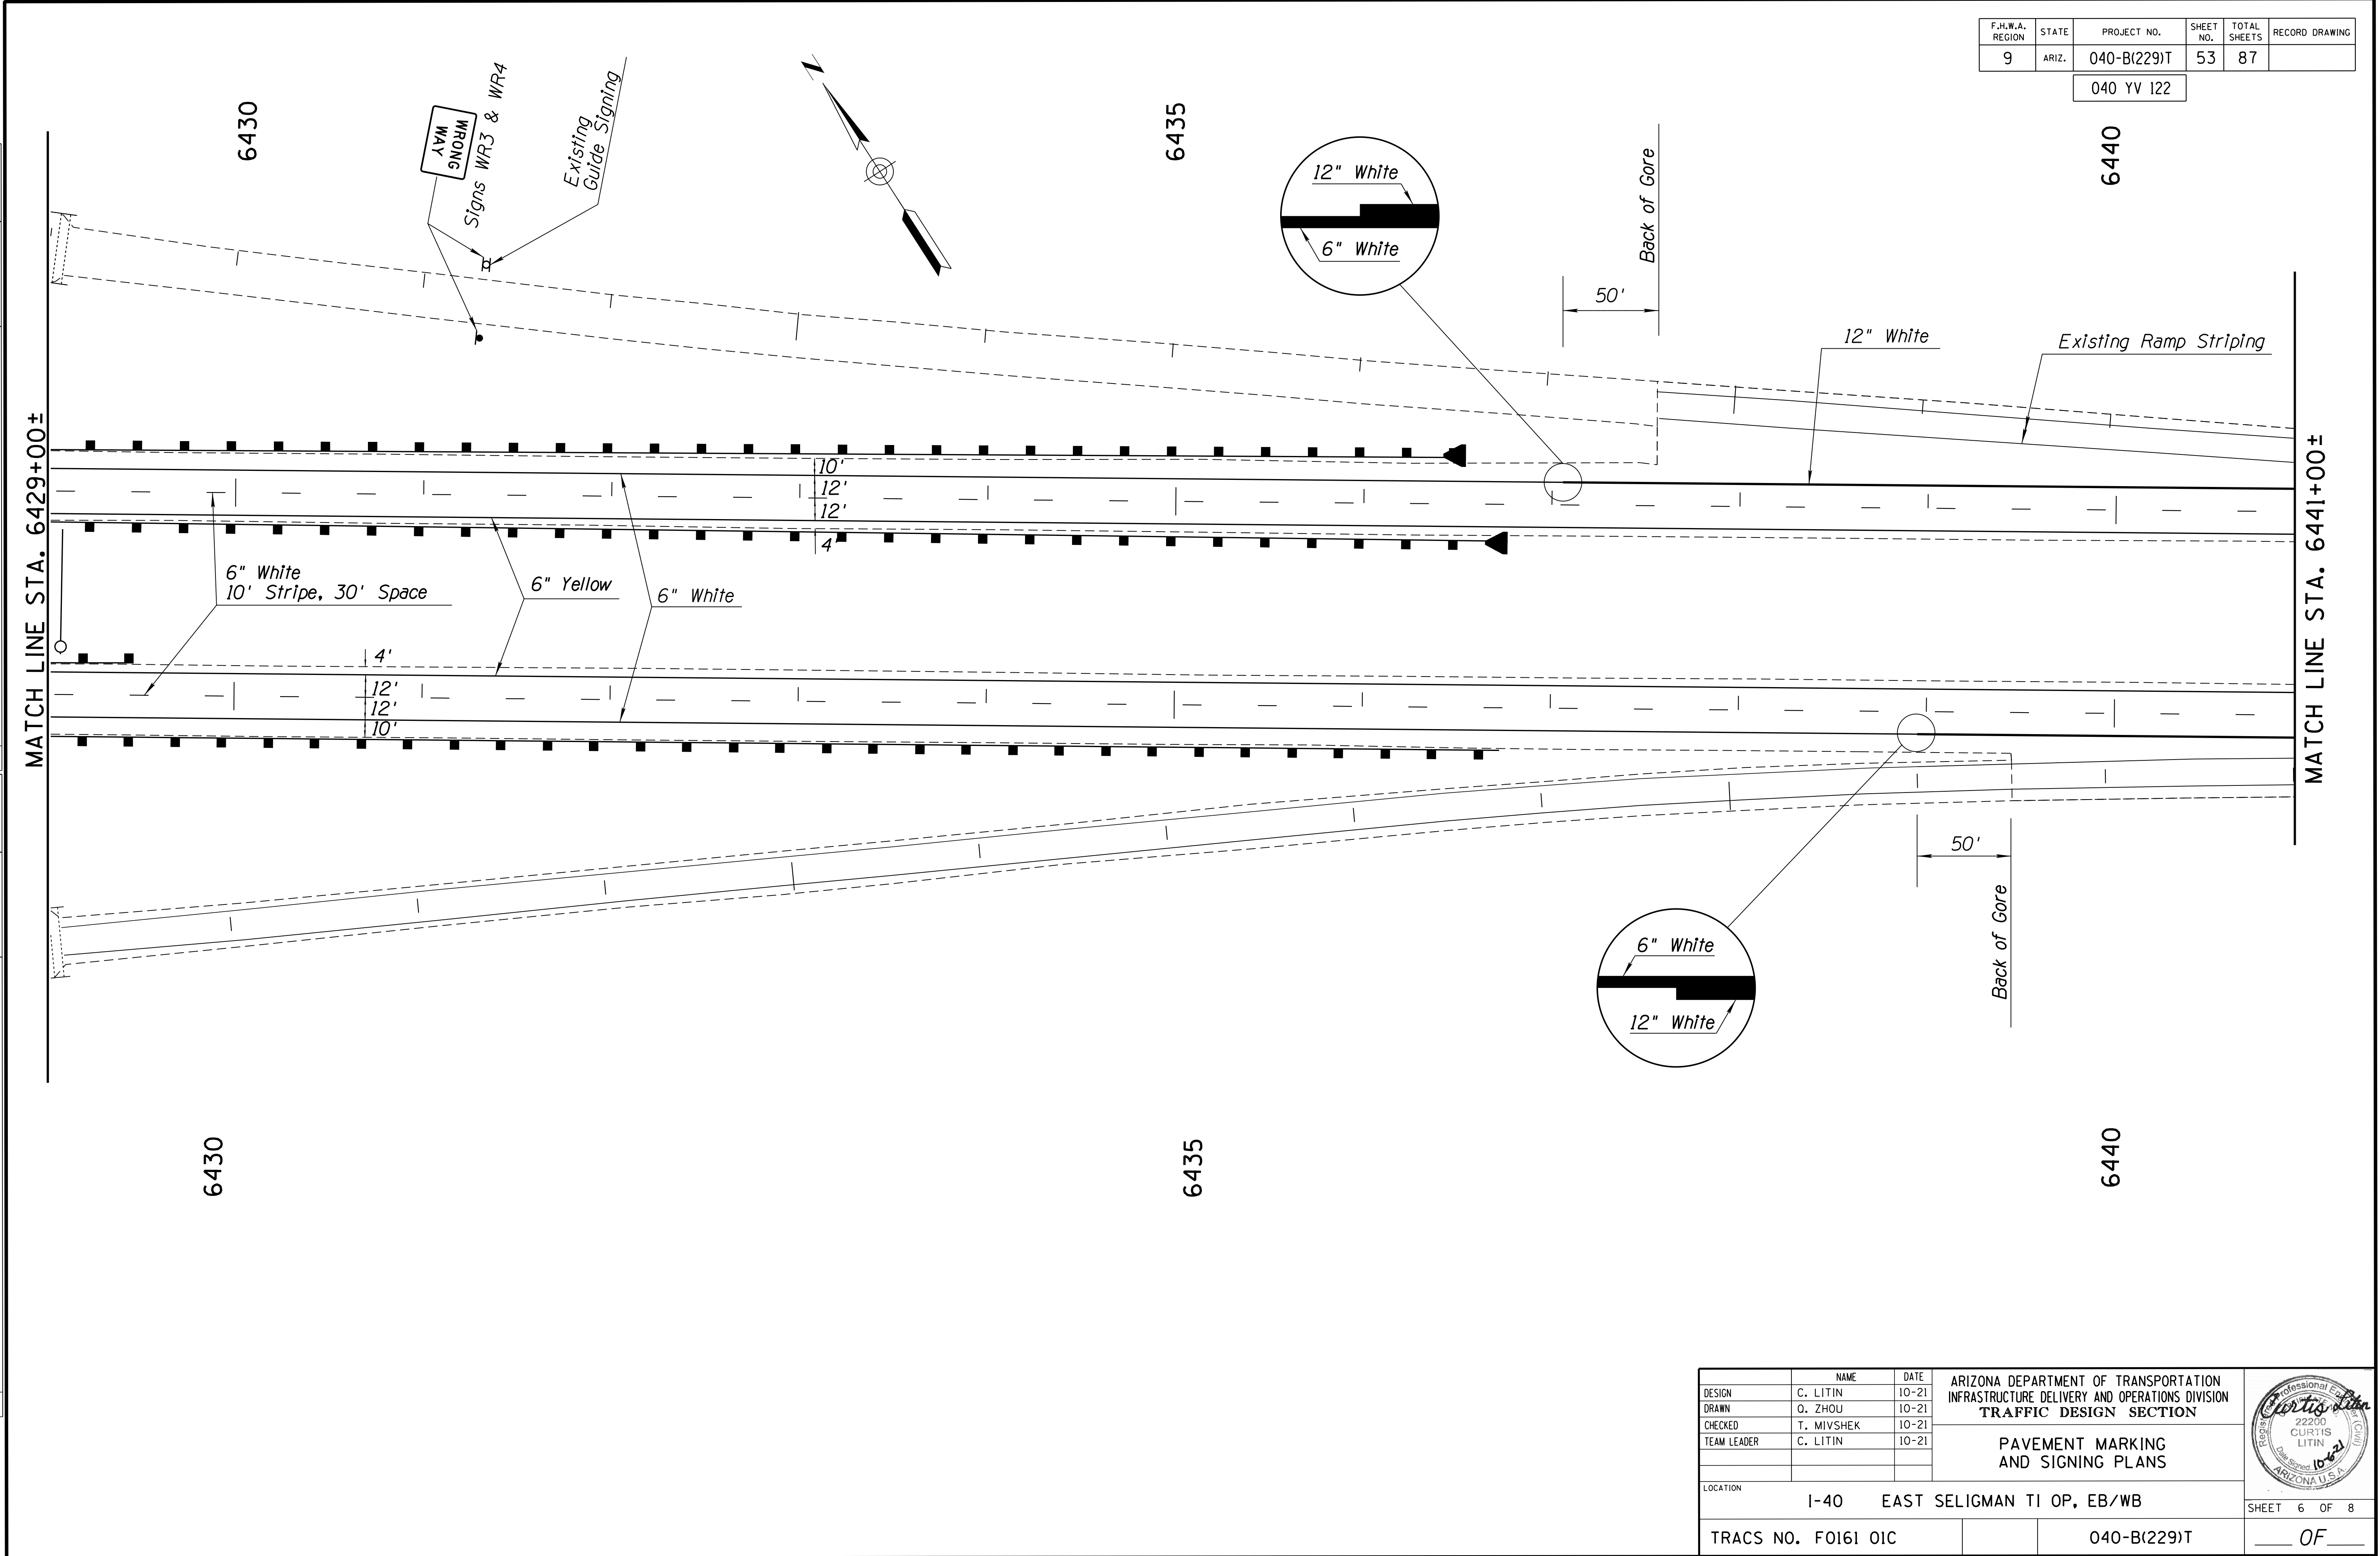 F.H.W.A. REGION STATE PROJECT NO. SHEET NO. TOTAL SHEETS RECORD DRAWING
9 ARIZ. 040-B(229)T 53 87
040 YV 122
6430
6435
6440
WRONG
WAY
Signs WR3 & WR4
Existing
Guide Signing
N
12" White
6" White
Back of Gore
50'
12" White
Existing Ramp Striping
MATCH LINE STA. 6429+00±
MATCH LINE STA. 6441+00±
10'
12'
12'
4'
6" White
10' Stripe, 30' Space
6" Yellow
6" White
4'
12'
12'
10'
50'
Back of Gore
6" White
12" White
6430
6435
6440
NAME DATE
DESIGN C. LITIN 10-21
DRAWN Q. ZHOU 10-21
CHECKED T. MIVSHEK 10-21
TEAM LEADER C. LITIN 10-21
ARIZONA DEPARTMENT OF TRANSPORTATION
INFRASTRUCTURE DELIVERY AND OPERATIONS DIVISION
TRAFFIC DESIGN SECTION
PAVEMENT MARKING
AND SIGNING PLANS
LOCATION
I-40 EAST SELIGMAN TI OP, EB/WB
TRACS NO. F0161 01C
040-B(229)T
Curtis Litin
22200
CURTIS
LITIN
Date Signed 10-6-21
ARIZONA U.S.A.
SHEET 6 OF 8
OF